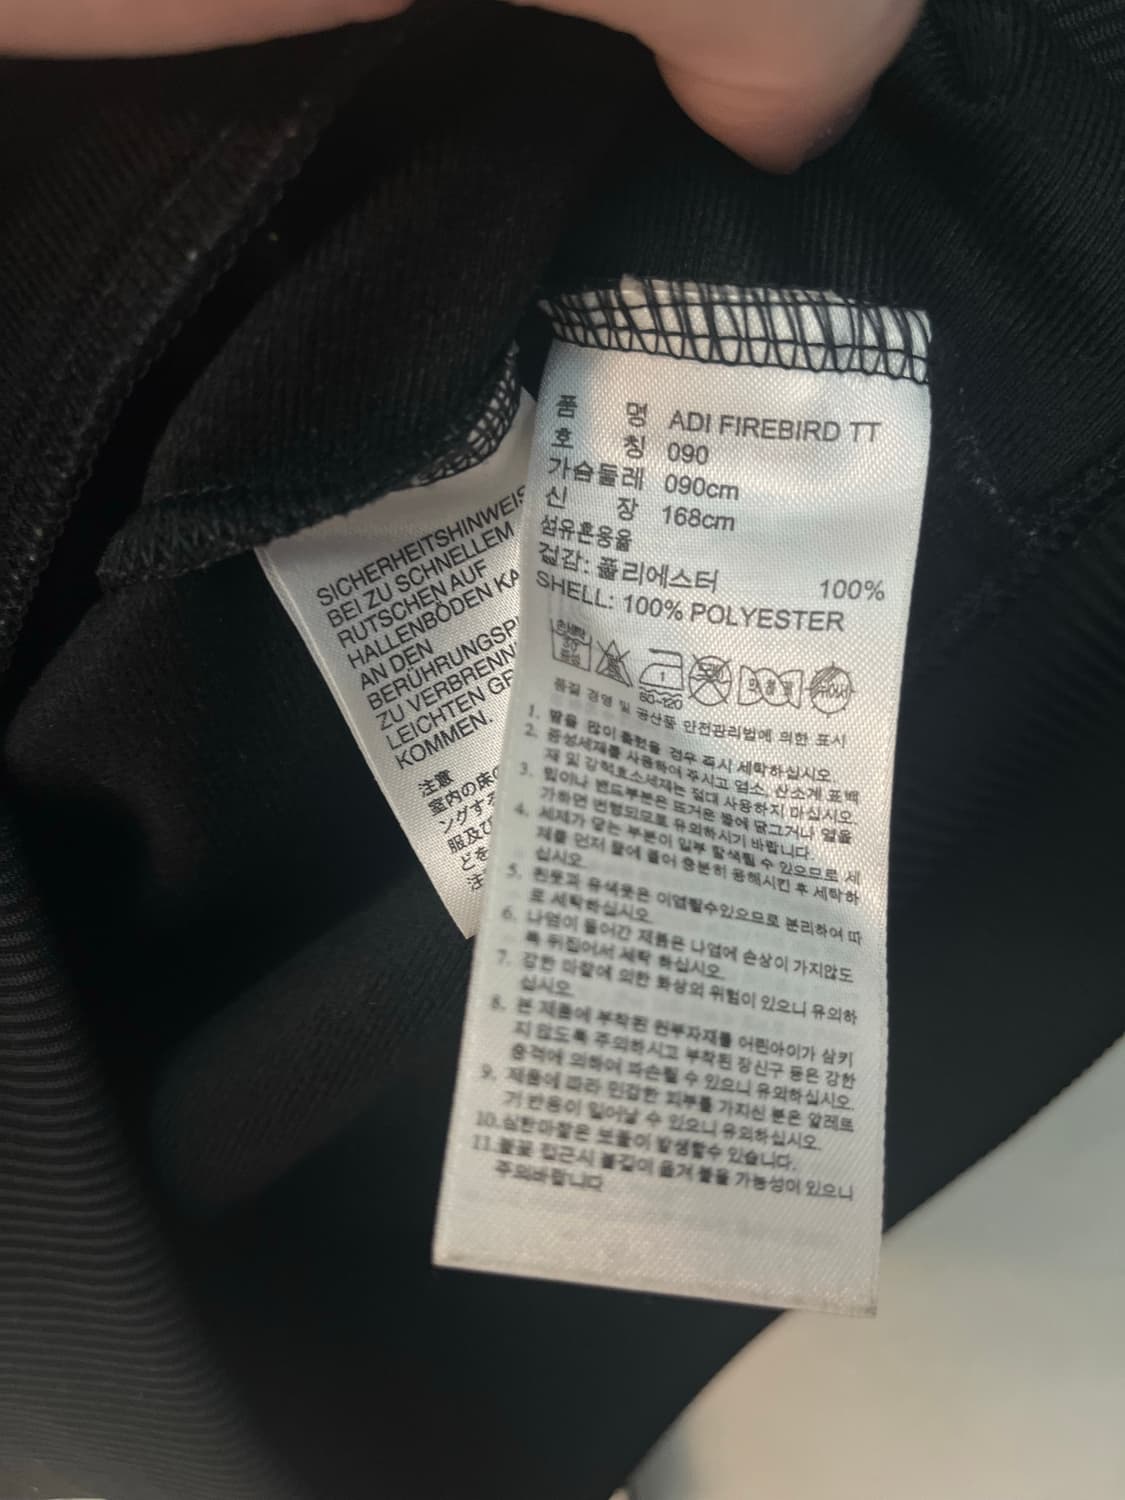 SICHERHEITSHINWEIS
BEI ZU SCHNELLEM
RUTSCHEN AUF
HALLENBÖDEN KA
AN DEN
BERÜHRUNGSP
ZU VERBRENN
LEICHTEN GR
KOMMEN.
注意
室内の床の
ングする
服及び
どを
注
품 명 ADI FIREBIRD TT
호 칭 090
가슴둘레 090cm
신 장 168cm
섬유혼용율
겉감: 폴리에스터 100%
SHELL: 100% POLYESTER
손세탁
30
중성
80~120
품질 경영 및 공산품 안전관리법에 의한 표시
1. 땀을 많이 흘렸을 경우 즉시 세탁하십시오.
2. 중성세제를 사용하여 주시고 염소, 산소계 표백
제 및 강력효소세제는 절대 사용하지 마십시오.
3. 립이나 밴드부분은 뜨거운 물에 담그거나 열을
가하면 변형되므로 유의하시기 바랍니다.
4. 세제가 닿는 부분이 일부 탈색될 수 있으므로 세
제를 먼저 물에 풀어 충분히 용해시킨 후 세탁하
십시오.
5. 흰옷과 유색옷은 이염될수있으므로 분리하여 따
로 세탁하십시오.
6. 나염이 들어간 제품은 나염에 손상이 가지않도
록 뒤집어서 세탁 하십시오.
7. 강한 마찰에 의한 화상의 위험이 있으니 유의하
십시오.
8. 본 제품에 부착된 원부자재를 어린아이가 삼키
지 않도록 주의하시고 부착된 장신구 등은 강한
충격에 의하여 파손될 수 있으니 유의하십시오.
9. 제품에 따라 민감한 피부를 가지신 분은 알레르
기 반응이 일어날 수 있으니 유의하십시오.
10.심한마찰은 보풀이 발생할수 있습니다.
11.불꽃 접근시 불길이 옮겨 붙을 가능성이 있으니
주의바랍니다